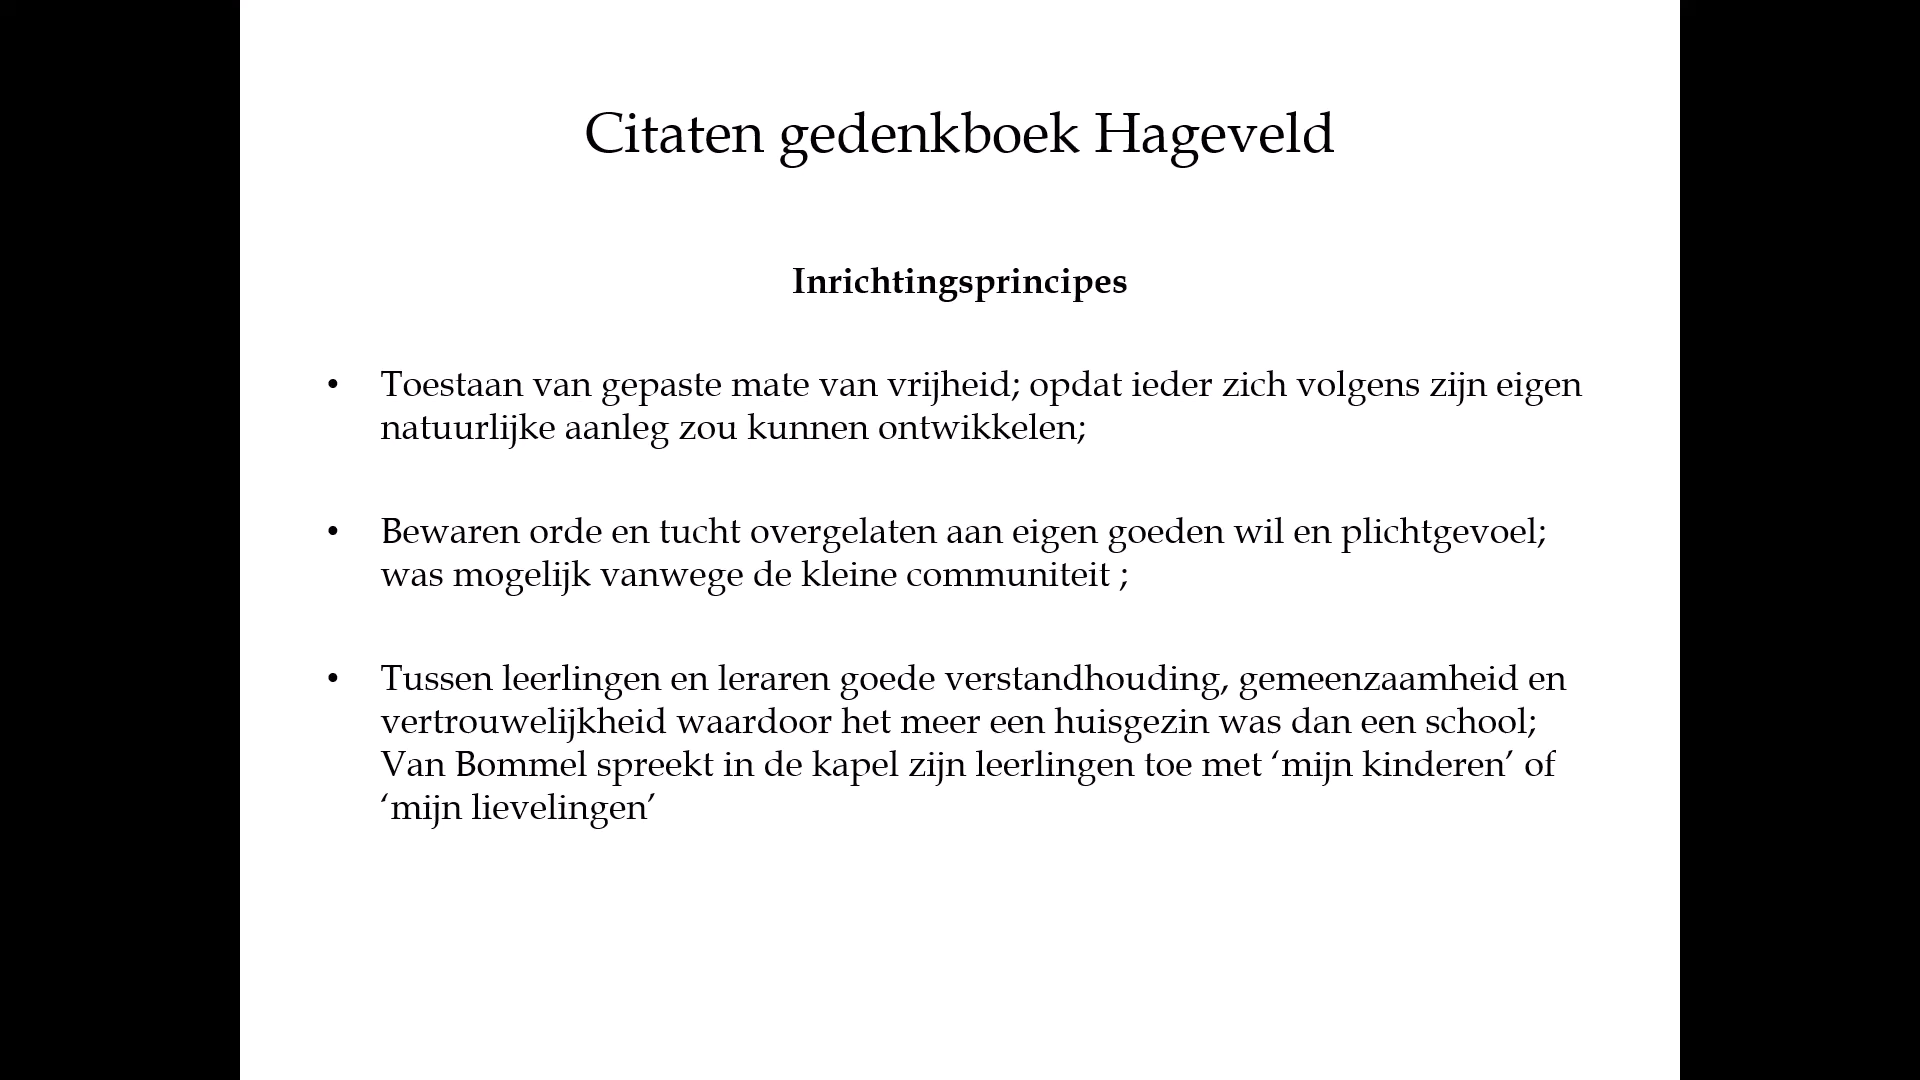 Citaten gedenkboek Hageveld
Inrichtingsprincipes
• Toestaan van gepaste mate van vrijheid; opdat ieder zich volgens zijn eigen
natuurlijke aanleg zou kunnen ontwikkelen;
• Bewaren orde en tucht overgelaten aan eigen goeden wil en plichtgevoel;
was mogelijk vanwege de kleine communiteit ;
• Tussen leerlingen en leraren goede verstandhouding, gemeenzaamheid en
vertrouwelijkheid waardoor het meer een huisgezin was dan een school;
Van Bommel spreekt in de kapel zijn leerlingen toe met ‘mijn kinderen’ of
‘mijn lievelingen’